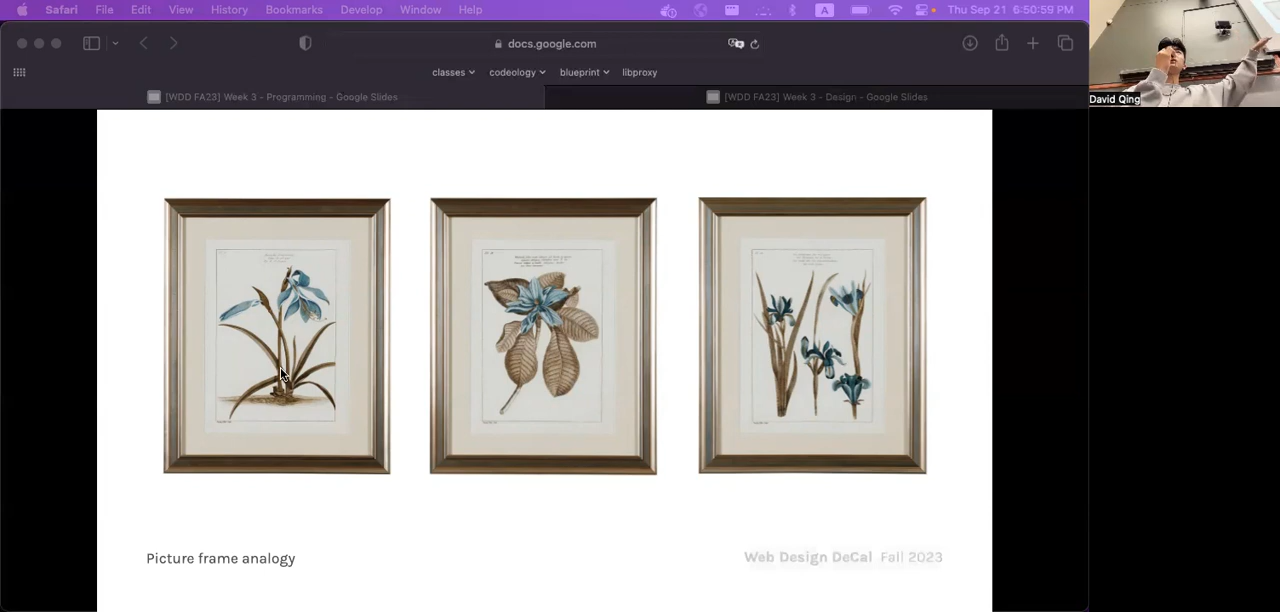 Safari File Edit View History Bookmarks Develop Window Help A Thu Sep 21 6:50:59 PM
docs.google.com
classes codeology blueprint libproxy
[WDD FA23] Week 3 - Programming - Google Slides [WDD FA23] Week 3 - Design - Google Slides
David Qing
Picture frame analogy Web Design DeCal Fall 2023